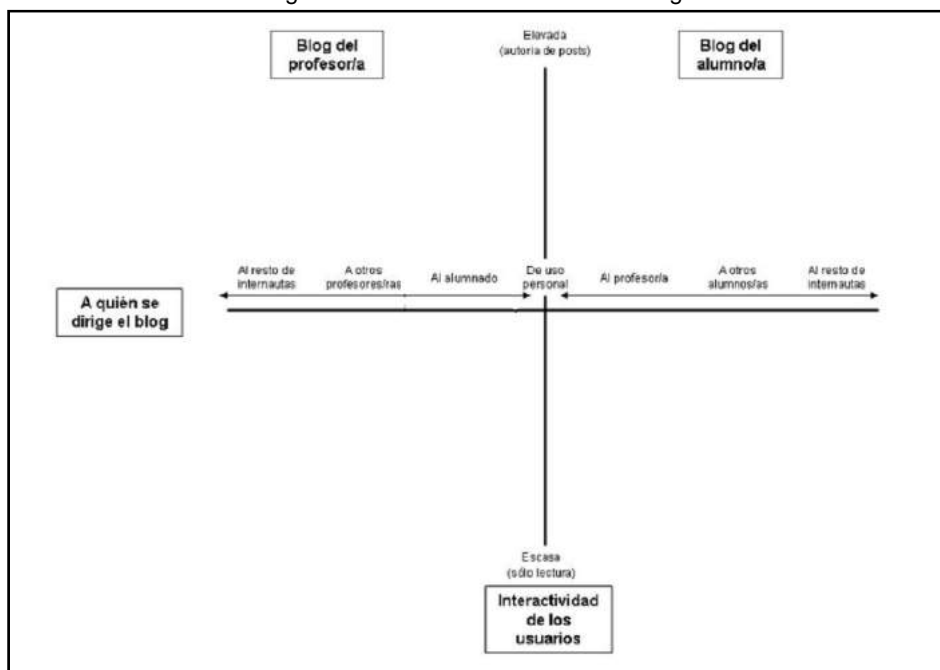 Blog del
profesor/a
Elevada
(autoría de posts)
Blog del
alumno/a
Al resto de
internautas
A otros
profesores/ras
Al alumnado
De uso
personal
Al profesor/a
A otros
alumnos/as
Al resto de
internautas
A quién se
dirige el blog
Escasa
(sólo lectura)
Interactividad
de los
usuarios